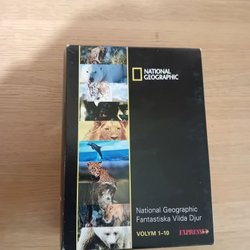 NATIONAL
GEOGRAPHIC
National Geographic
Fantastiska Vilda Djur
VOLYM 1-10 EXPRESSEN